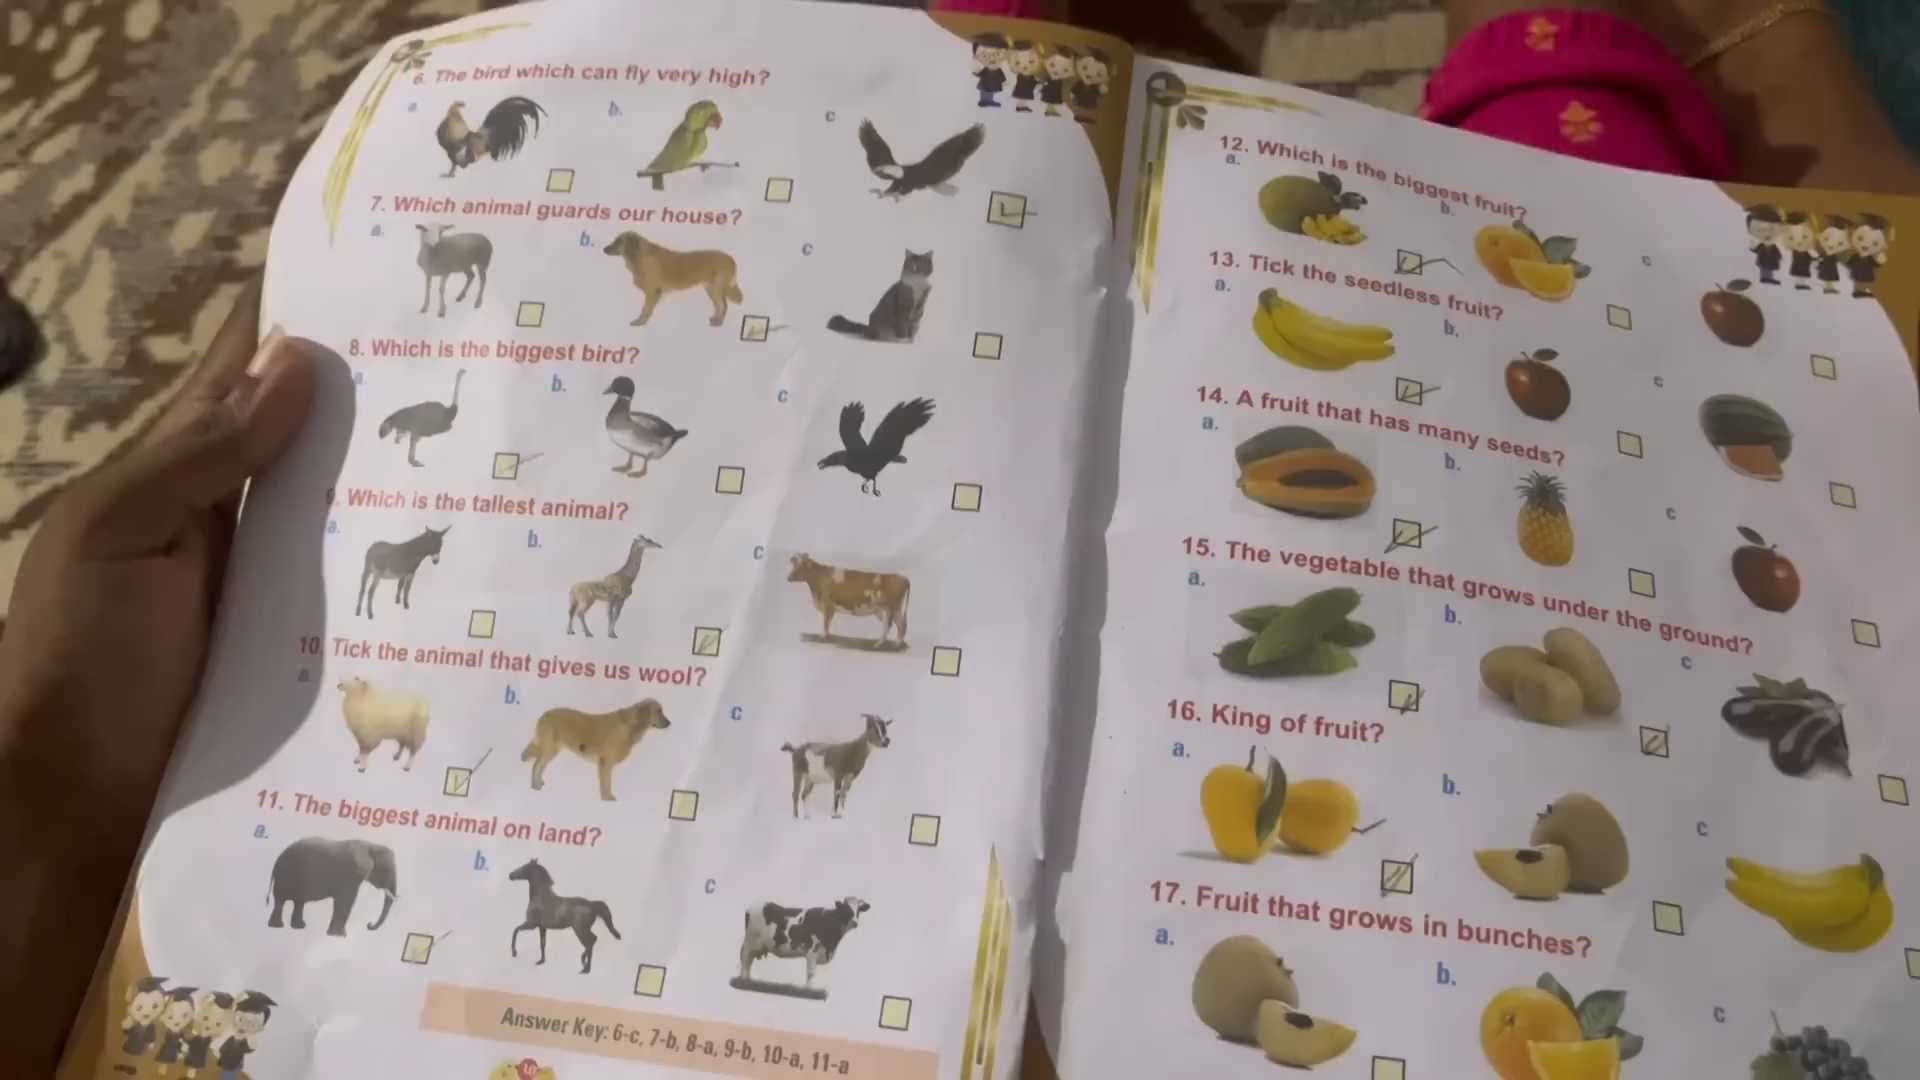 6. The bird which can fly very high?
a. b. c
7. Which animal guards our house?
a. b. c
8. Which is the biggest bird?
a. b. c
9. Which is the tallest animal?
a. b. c
10. Tick the animal that gives us wool?
a b. c
11. The biggest animal on land?
a. b. c
Answer Key: 6-c, 7-b, 8-a, 9-b, 10-a, 11-a
12. Which is the biggest fruit?
a. b. c
13. Tick the seedless fruit?
a. b. c
14. A fruit that has many seeds?
a. b. c
15. The vegetable that grows under the ground?
a. b. c
16. King of fruit?
a. b. c
17. Fruit that grows in bunches?
a. b. c